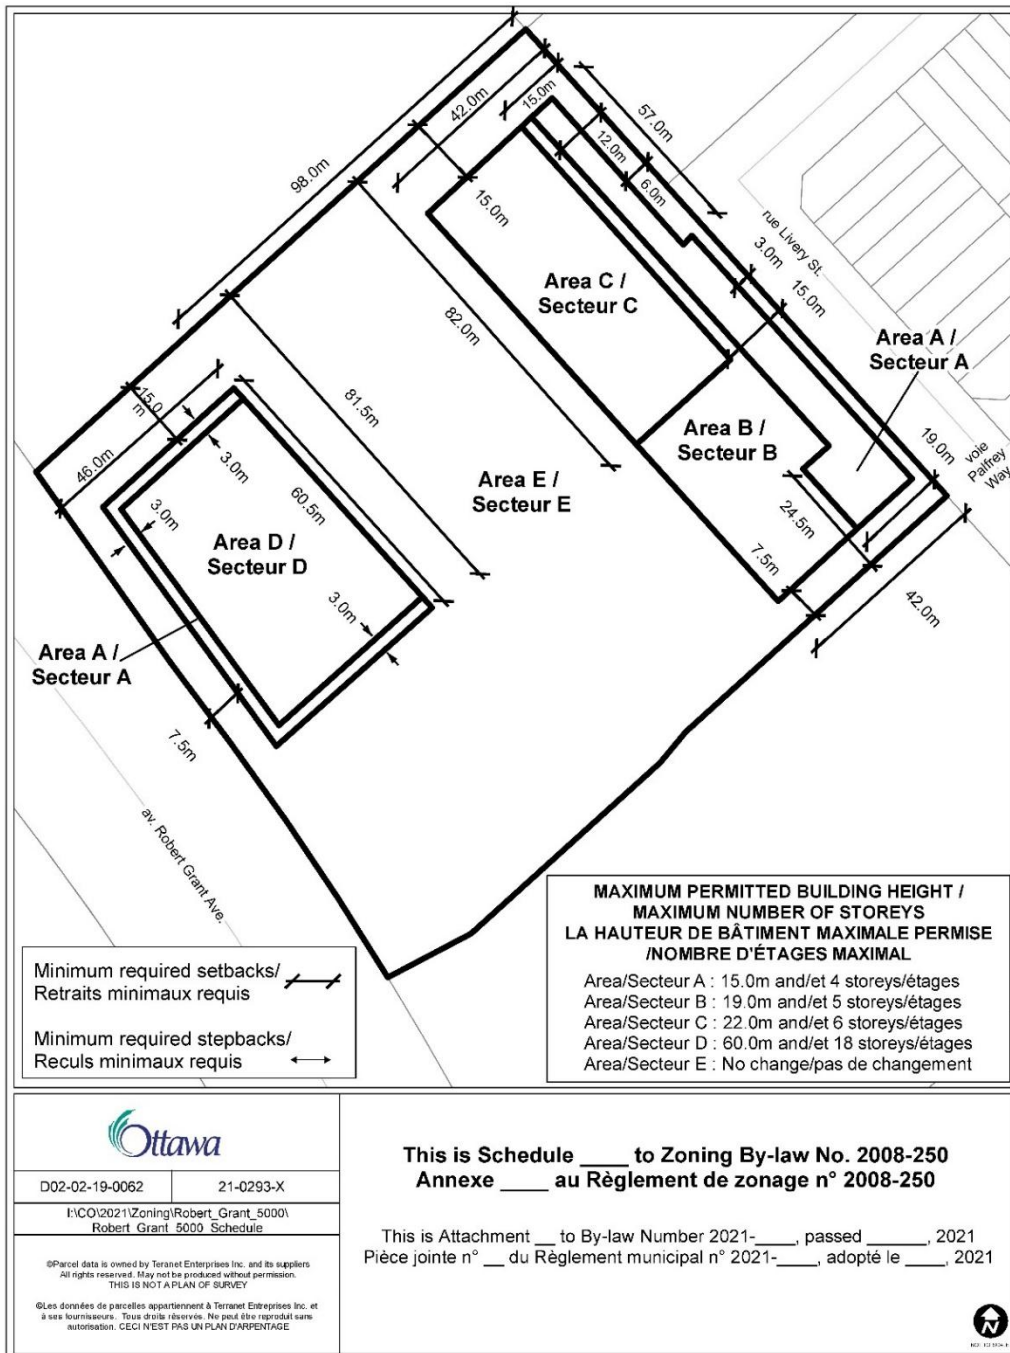 98.0m
42.0m
15.0m
57.0m
12.0m
6.0m
15.0m
rue Livery St.
3.0m
15.0m
Area C /
Secteur C
82.0m
Area A /
Secteur A
81.5m
15.0
m
46.0m
3.0m
60.5m
3.0m
Area B /
Secteur B
19.0m
voie
Palfrey
Way
Area E /
Secteur E
24.5m
Area D /
Secteur D
7.5m
42.0m
3.0m
Area A /
Secteur A
7.5m
av. Robert Grant Ave.
MAXIMUM PERMITTED BUILDING HEIGHT /
MAXIMUM NUMBER OF STOREYS
LA HAUTEUR DE BÂTIMENT MAXIMALE PERMISE
/NOMBRE D'ÉTAGES MAXIMAL
Area/Secteur A : 15.0m and/et 4 storeys/étages
Area/Secteur B : 19.0m and/et 5 storeys/étages
Area/Secteur C : 22.0m and/et 6 storeys/étages
Area/Secteur D : 60.0m and/et 18 storeys/étages
Area/Secteur E : No change/pas de changement
Minimum required setbacks/
Retraits minimaux requis
Minimum required stepbacks/
Reculs minimaux requis
Ottawa
D02-02-19-0062 21-0293-X
I:\CO\2021\Zoning\Robert_Grant_5000\
Robert_Grant_5000_Schedule
©Parcel data is owned by Teranet Enterprises Inc. and its suppliers
All rights reserved. May not be produced without permission.
THIS IS NOT A PLAN OF SURVEY
©Les données de parcelles appartiennent à Terranet Entreprises Inc. et
à ses fournisseurs. Tous droits réservés. Ne peut être reproduit sans
autorisation. CECI N'EST PAS UN PLAN D'ARPENTAGE
This is Schedule ____ to Zoning By-law No. 2008-250
Annexe ____ au Règlement de zonage n° 2008-250
This is Attachment __ to By-law Number 2021-____, passed ______, 2021
Pièce jointe n° __ du Règlement municipal n° 2021-____, adopté le ____, 2021
N
NOT TO SCALE